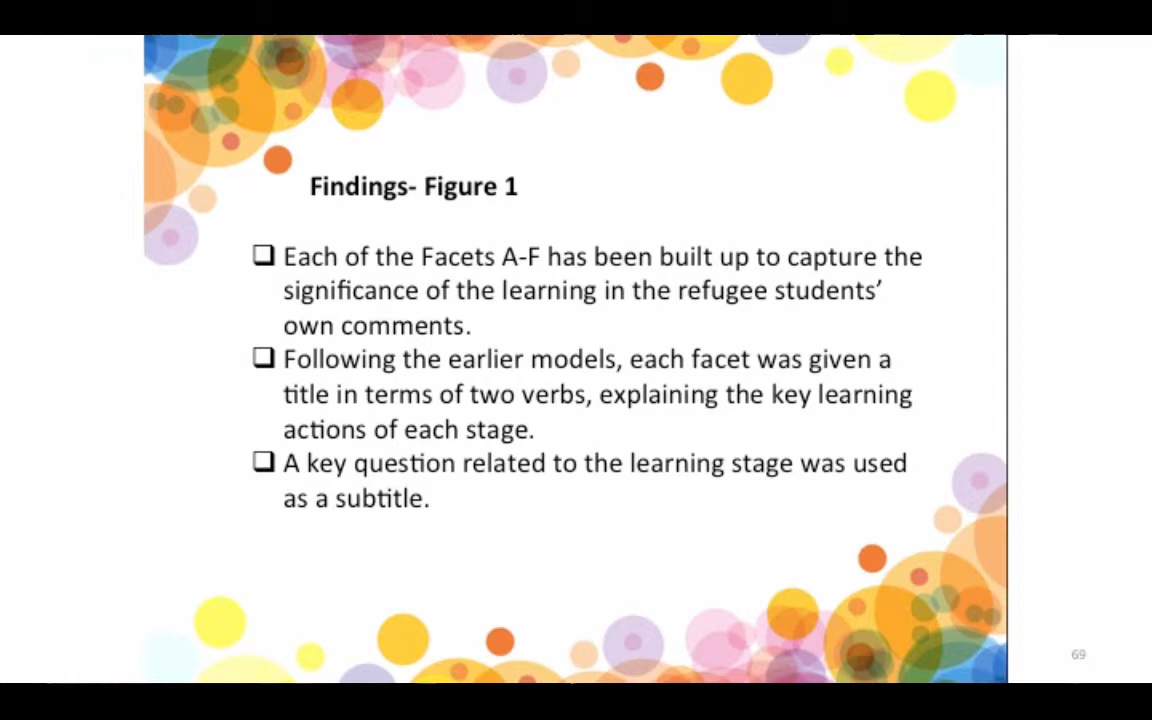 Findings- Figure 1
❑ Each of the Facets A-F has been built up to capture the
significance of the learning in the refugee students’
own comments.
❑ Following the earlier models, each facet was given a
title in terms of two verbs, explaining the key learning
actions of each stage.
❑ A key question related to the learning stage was used
as a subtitle.
69